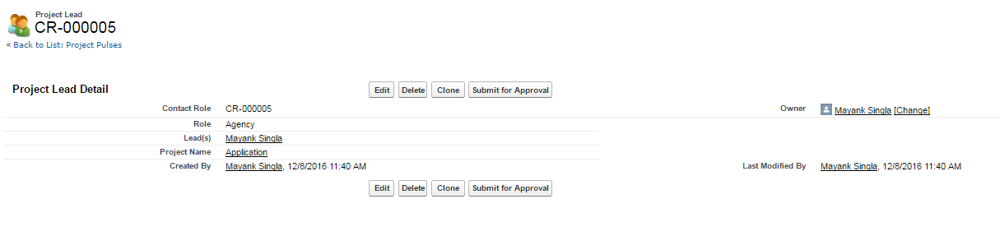 Project Lead
CR-000005
« Back to List: Project Pulses
Project Lead Detail Edit Delete Clone Submit for Approval
Contact Role CR-000005 Owner Mayank Singla [Change]
Role Agency
Lead(s) Mayank Singla
Project Name Application
Created By Mayank Singla, 12/8/2016 11:40 AM Last Modified By Mayank Singla, 12/8/2016 11:40 AM
Edit Delete Clone Submit for Approval